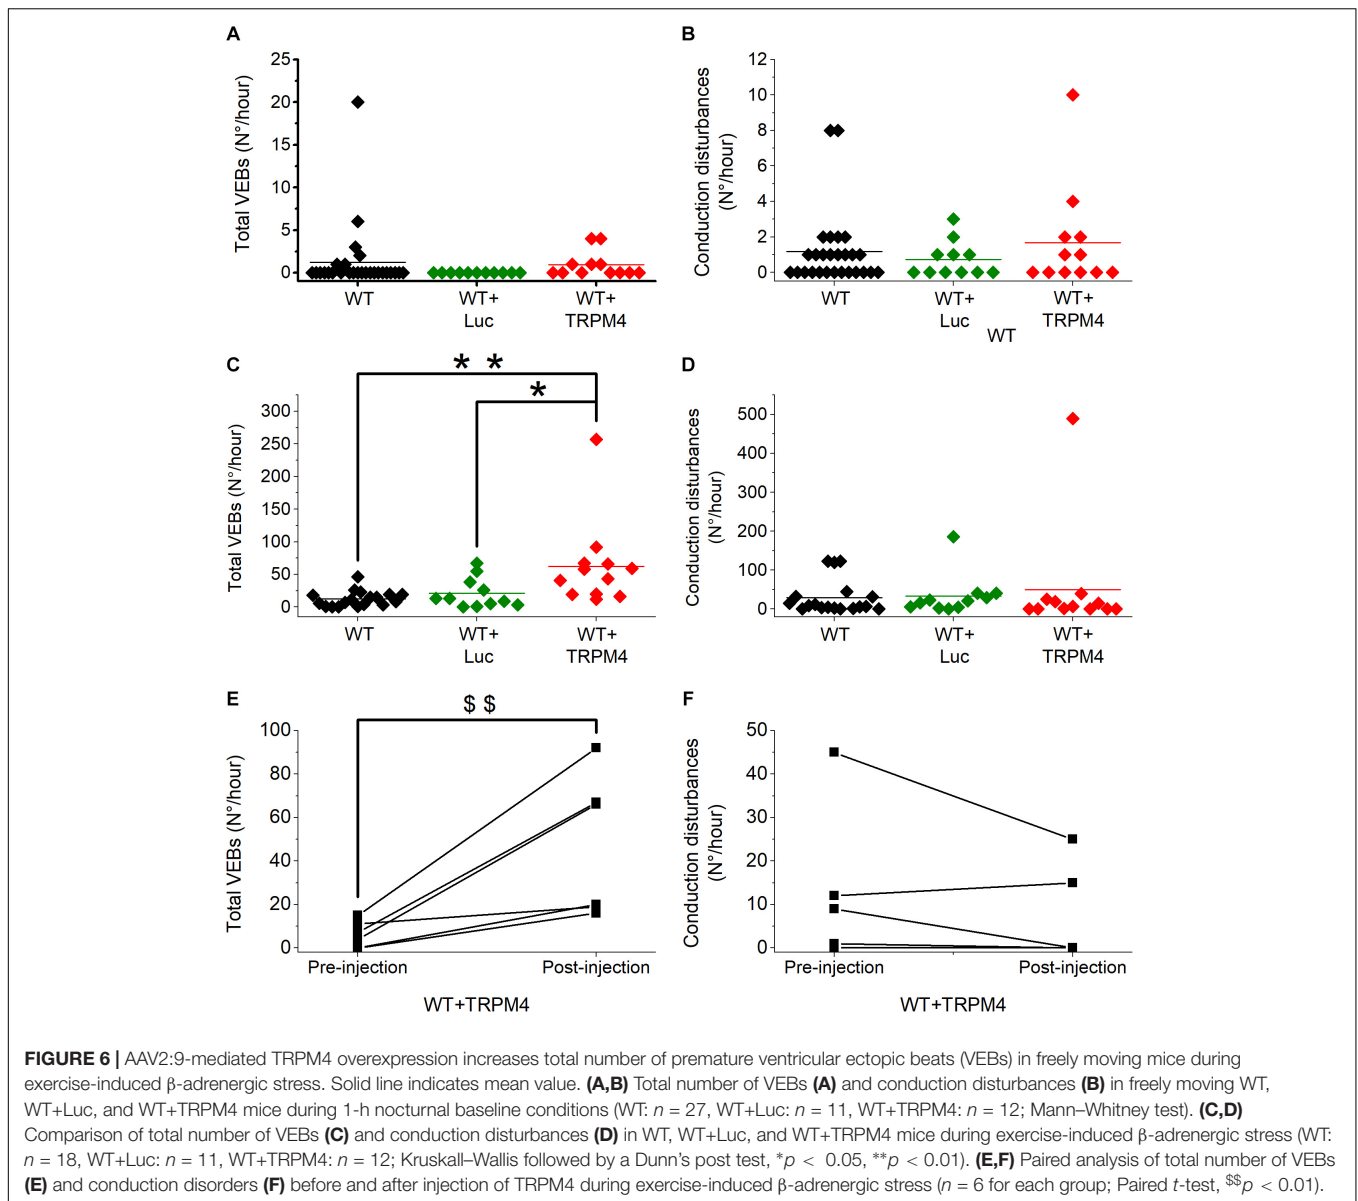 A
B
Total VEBs (N°/hour)
25
20
15
10
5
0
WT
WT+
Luc
WT+
TRPM4
Conduction disturbances
(N°/hour)
12
10
8
6
4
2
0
WT
WT+
Luc
WT+
TRPM4
WT
C
D
* *
*
Total VEBs (N°/hour)
300
250
200
150
100
50
0
WT
WT+
Luc
WT+
TRPM4
Conduction disturbances
(N°/hour)
500
400
300
200
100
0
WT
WT+
Luc
WT+
TRPM4
E
F
$ $
Total VEBs (N°/hour)
100
80
60
40
20
0
Pre-injection
Post-injection
WT+TRPM4
Conduction disturbances
(N°/hour)
50
40
30
20
10
0
Pre-injection
Post-injection
WT+TRPM4
FIGURE 6 | AAV2:9-mediated TRPM4 overexpression increases total number of premature ventricular ectopic beats (VEBs) in freely moving mice during
exercise-induced β-adrenergic stress. Solid line indicates mean value. (A,B) Total number of VEBs (A) and conduction disturbances (B) in freely moving WT,
WT+Luc, and WT+TRPM4 mice during 1-h nocturnal baseline conditions (WT: n = 27, WT+Luc: n = 11, WT+TRPM4: n = 12; Mann–Whitney test). (C,D)
Comparison of total number of VEBs (C) and conduction disturbances (D) in WT, WT+Luc, and WT+TRPM4 mice during exercise-induced β-adrenergic stress (WT:
n = 18, WT+Luc: n = 11, WT+TRPM4: n = 12; Kruskall–Wallis followed by a Dunn's post test, *p < 0.05, **p < 0.01). (E,F) Paired analysis of total number of VEBs
(E) and conduction disorders (F) before and after injection of TRPM4 during exercise-induced β-adrenergic stress (n = 6 for each group; Paired t-test, $$p < 0.01).